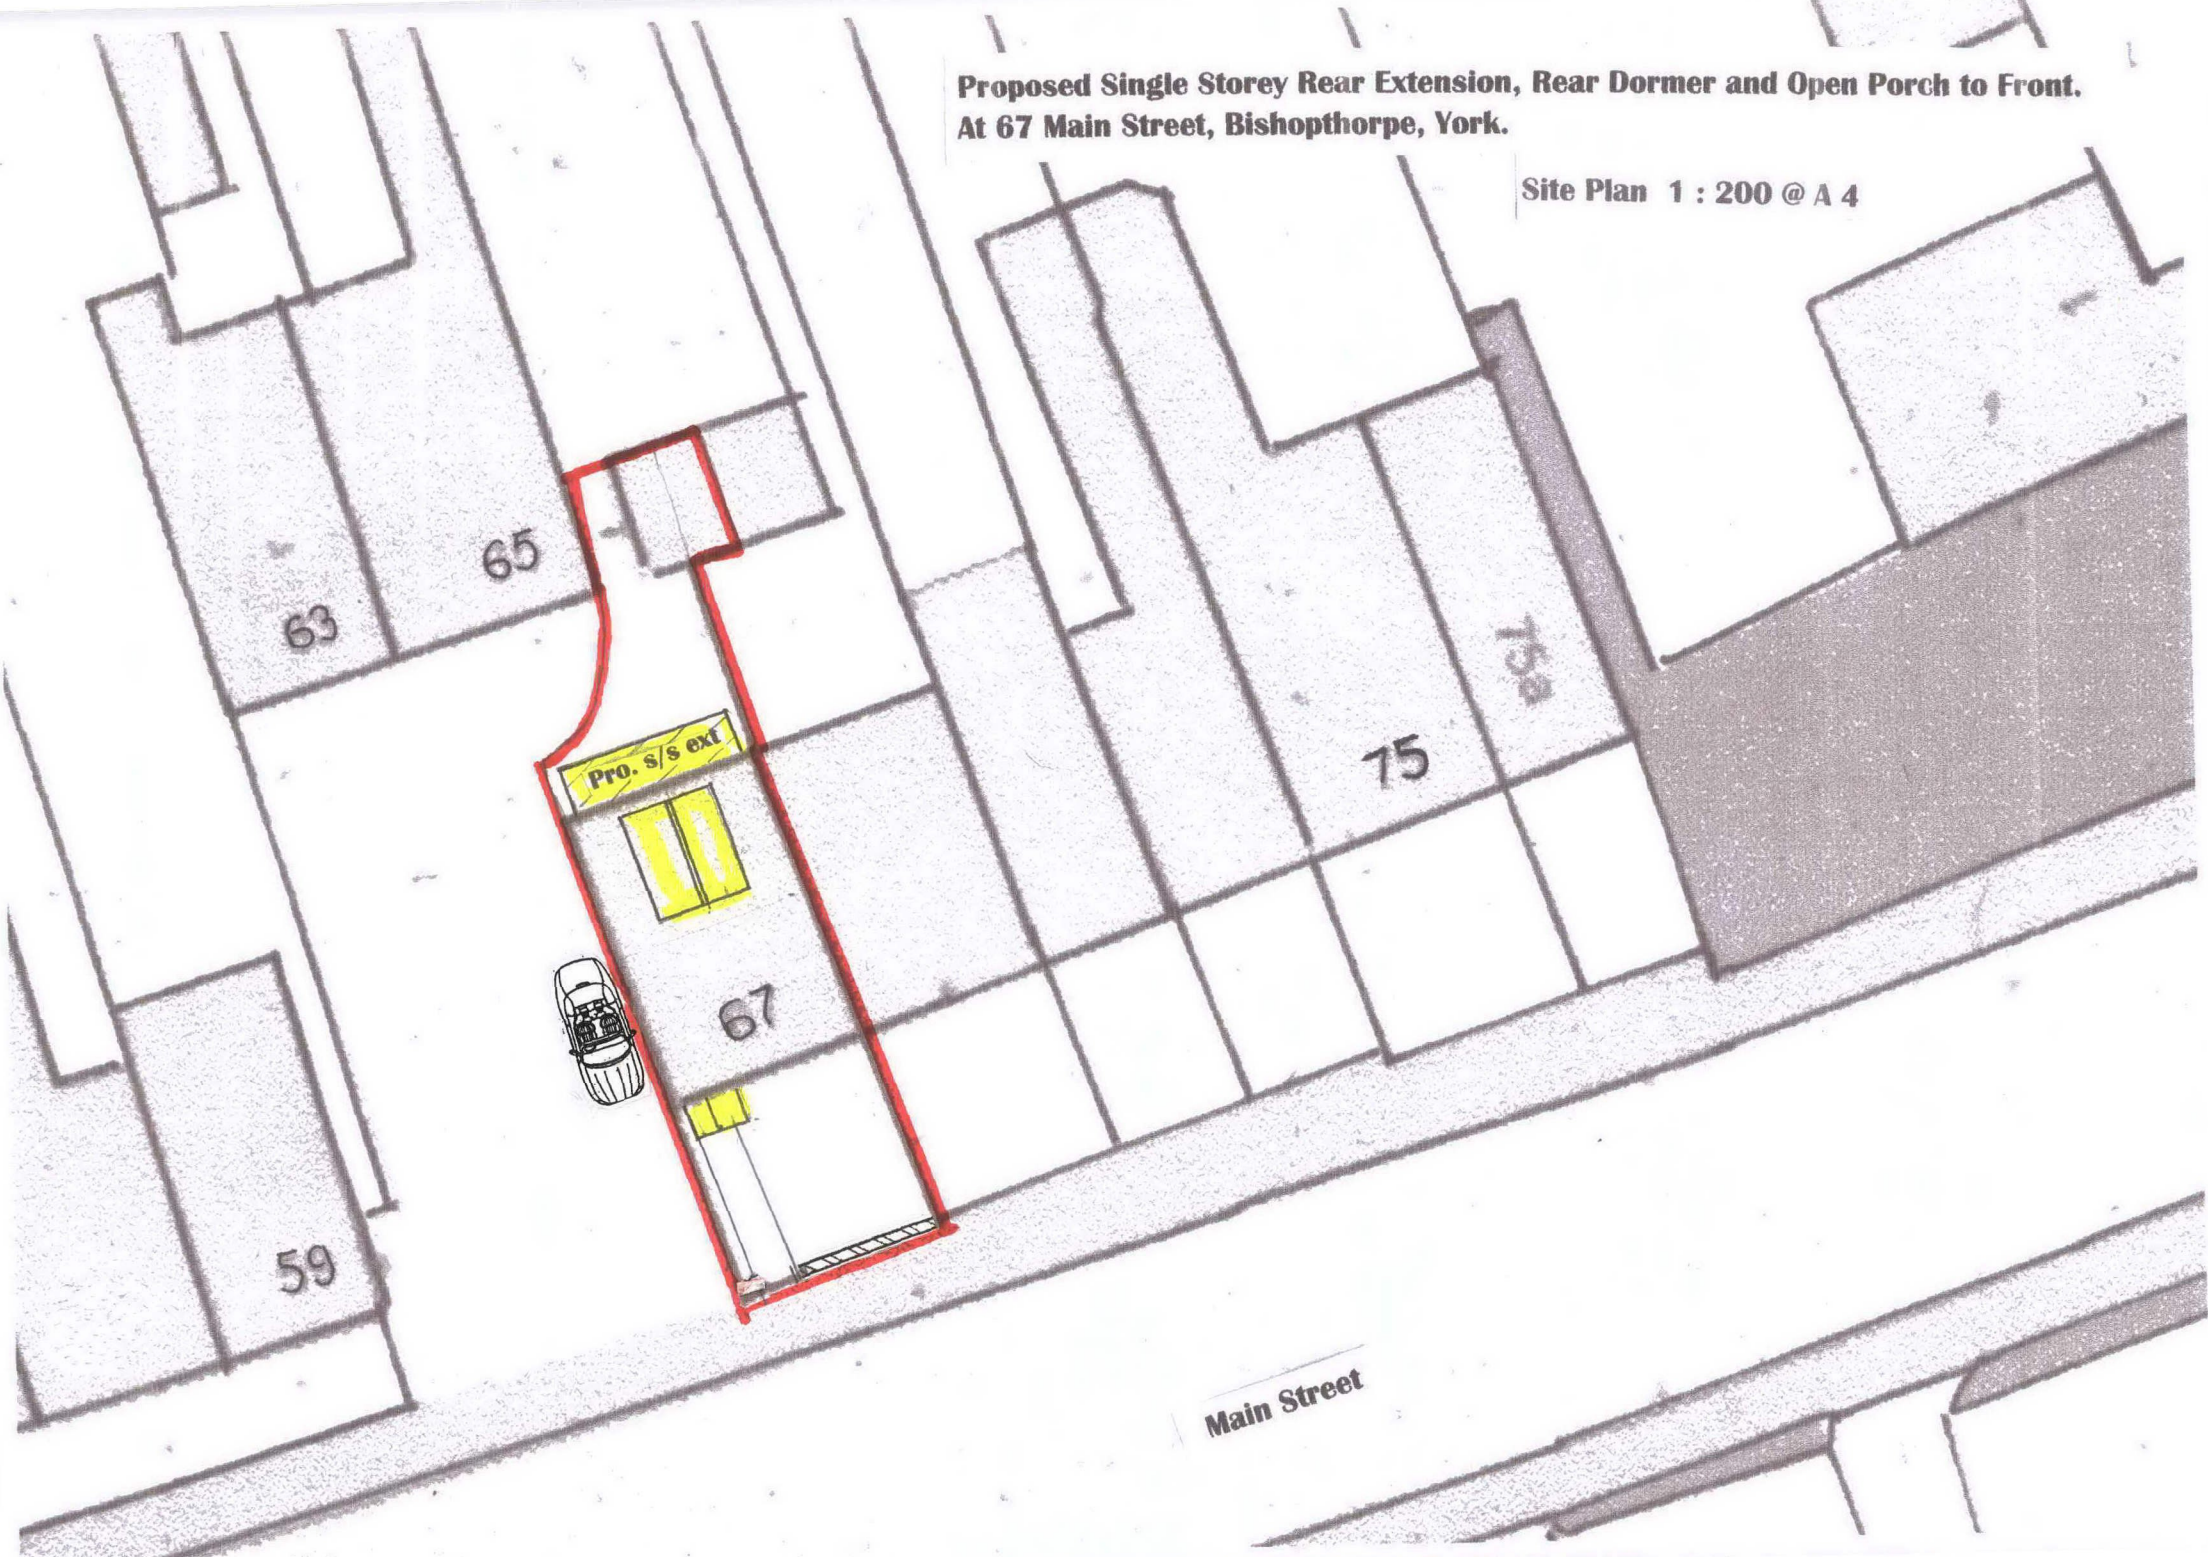 Proposed Single Storey Rear Extension, Rear Dormer and Open Porch to Front.
At 67 Main Street, Bishopthorpe, York.
Site Plan 1 : 200 @ A 4
65
63
Pro. s/s ext
75
75a
67
59
Main Street